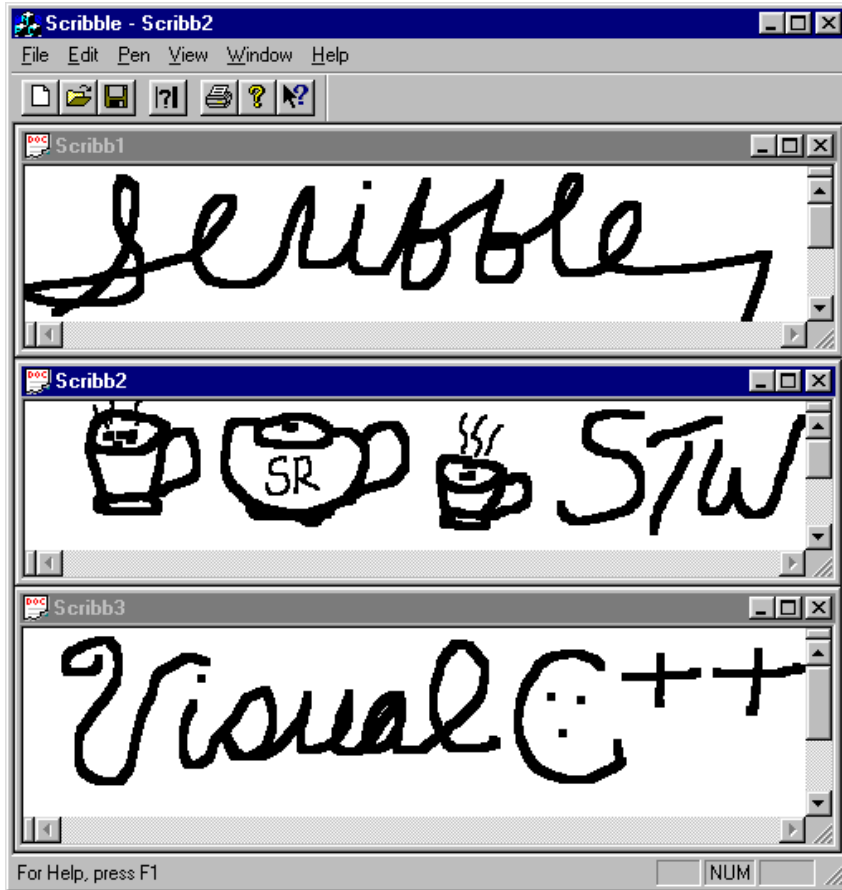 Scribble - Scribb2
File Edit Pen View Window Help
Scribb1
Scribble
Scribb2
SR STW
Scribb3
Visual C++
For Help, press F1 NUM